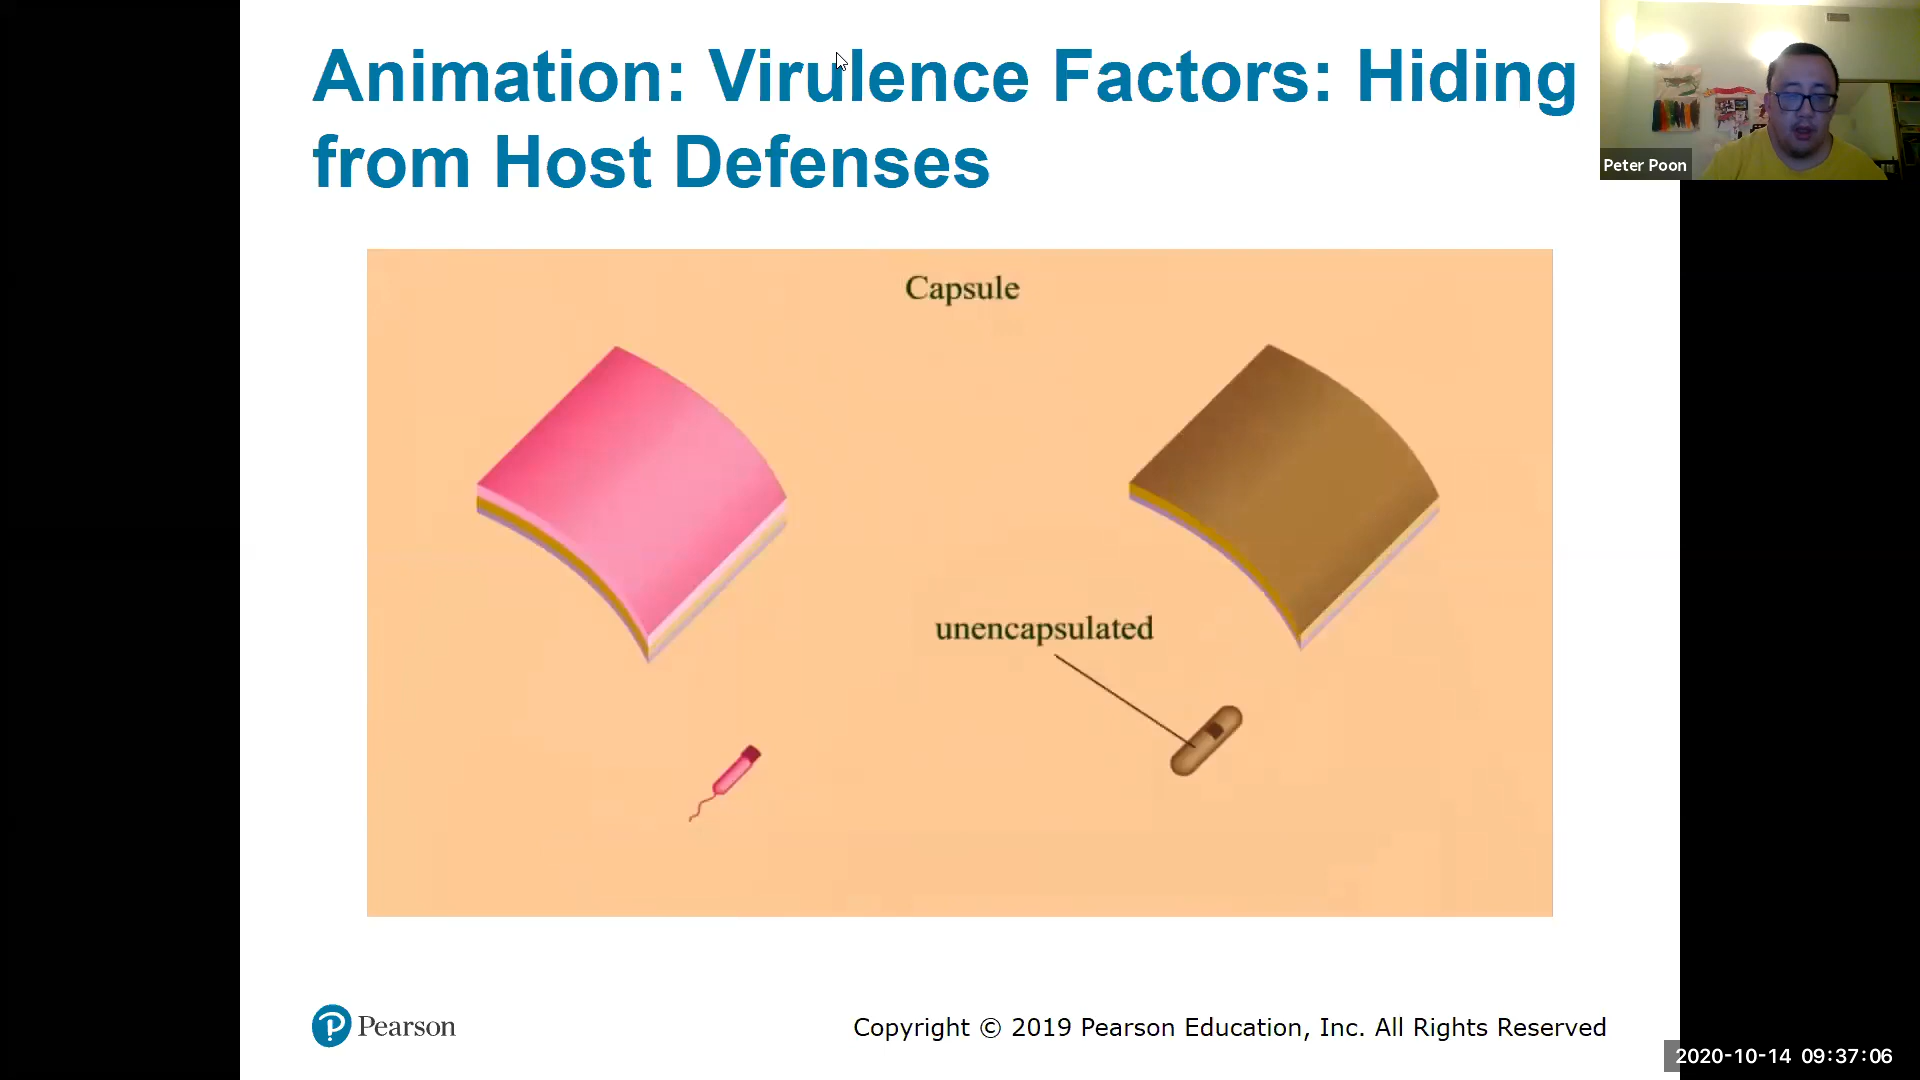 Animation: Virulence Factors: Hiding
from Host Defenses
Peter Poon
Capsule
unencapsulated
Pearson
Copyright © 2019 Pearson Education, Inc. All Rights Reserved
2020-10-14 09:37:06